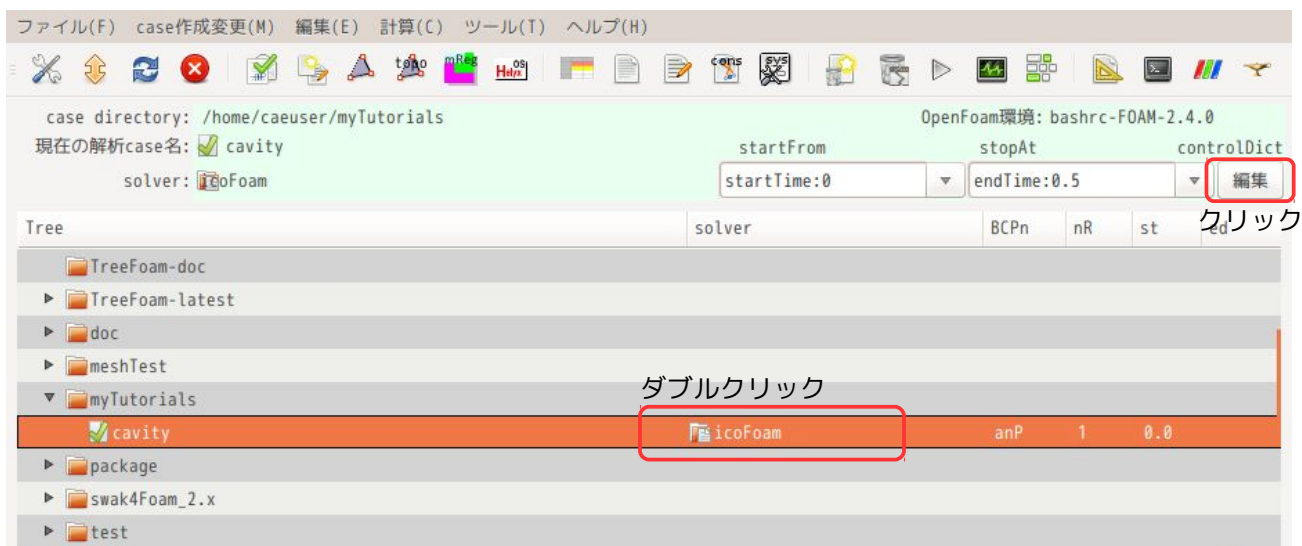 ファイル(F) case作成変更(M) 編集(E) 計算(C) ツール(T) ヘルプ(H)
topo mReg Helyx OS cons sys
case directory: /home/caeuser/myTutorials OpenFoam環境: bashrc-FOAM-2.4.0
現在の解析case名: cavity startFrom stopAt controlDict
solver: icoFoam startTime:0 endTime:0.5 編集
クリック
Tree solver BCPn nR st ed
TreeFoam-doc
TreeFoam-latest
doc
meshTest
ダブルクリック
myTutorials
cavity icoFoam anP 1 0.0
package
swak4Foam_2.x
test